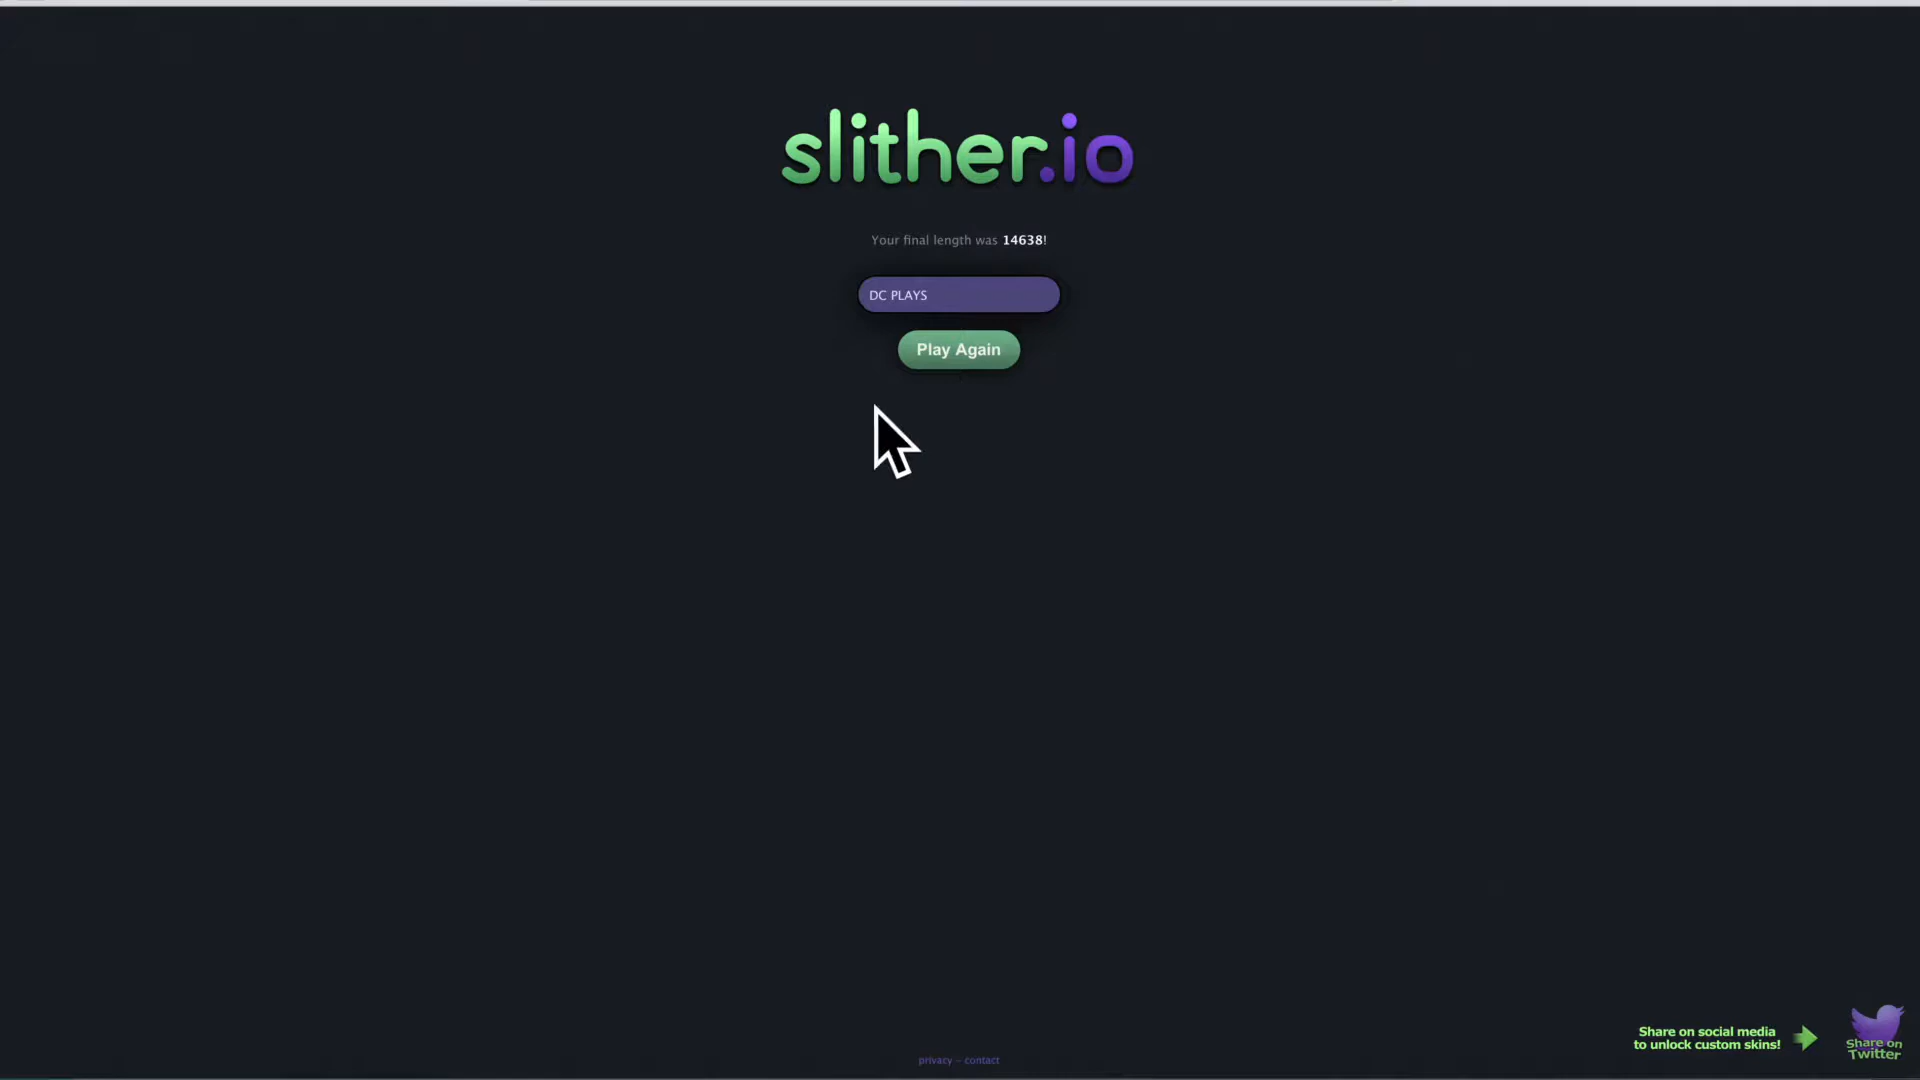 slither.io
Your final length was 14638!
DC PLAYS
Play Again
Share on social media
to unlock custom skins!
Share on
Twitter
privacy - contact